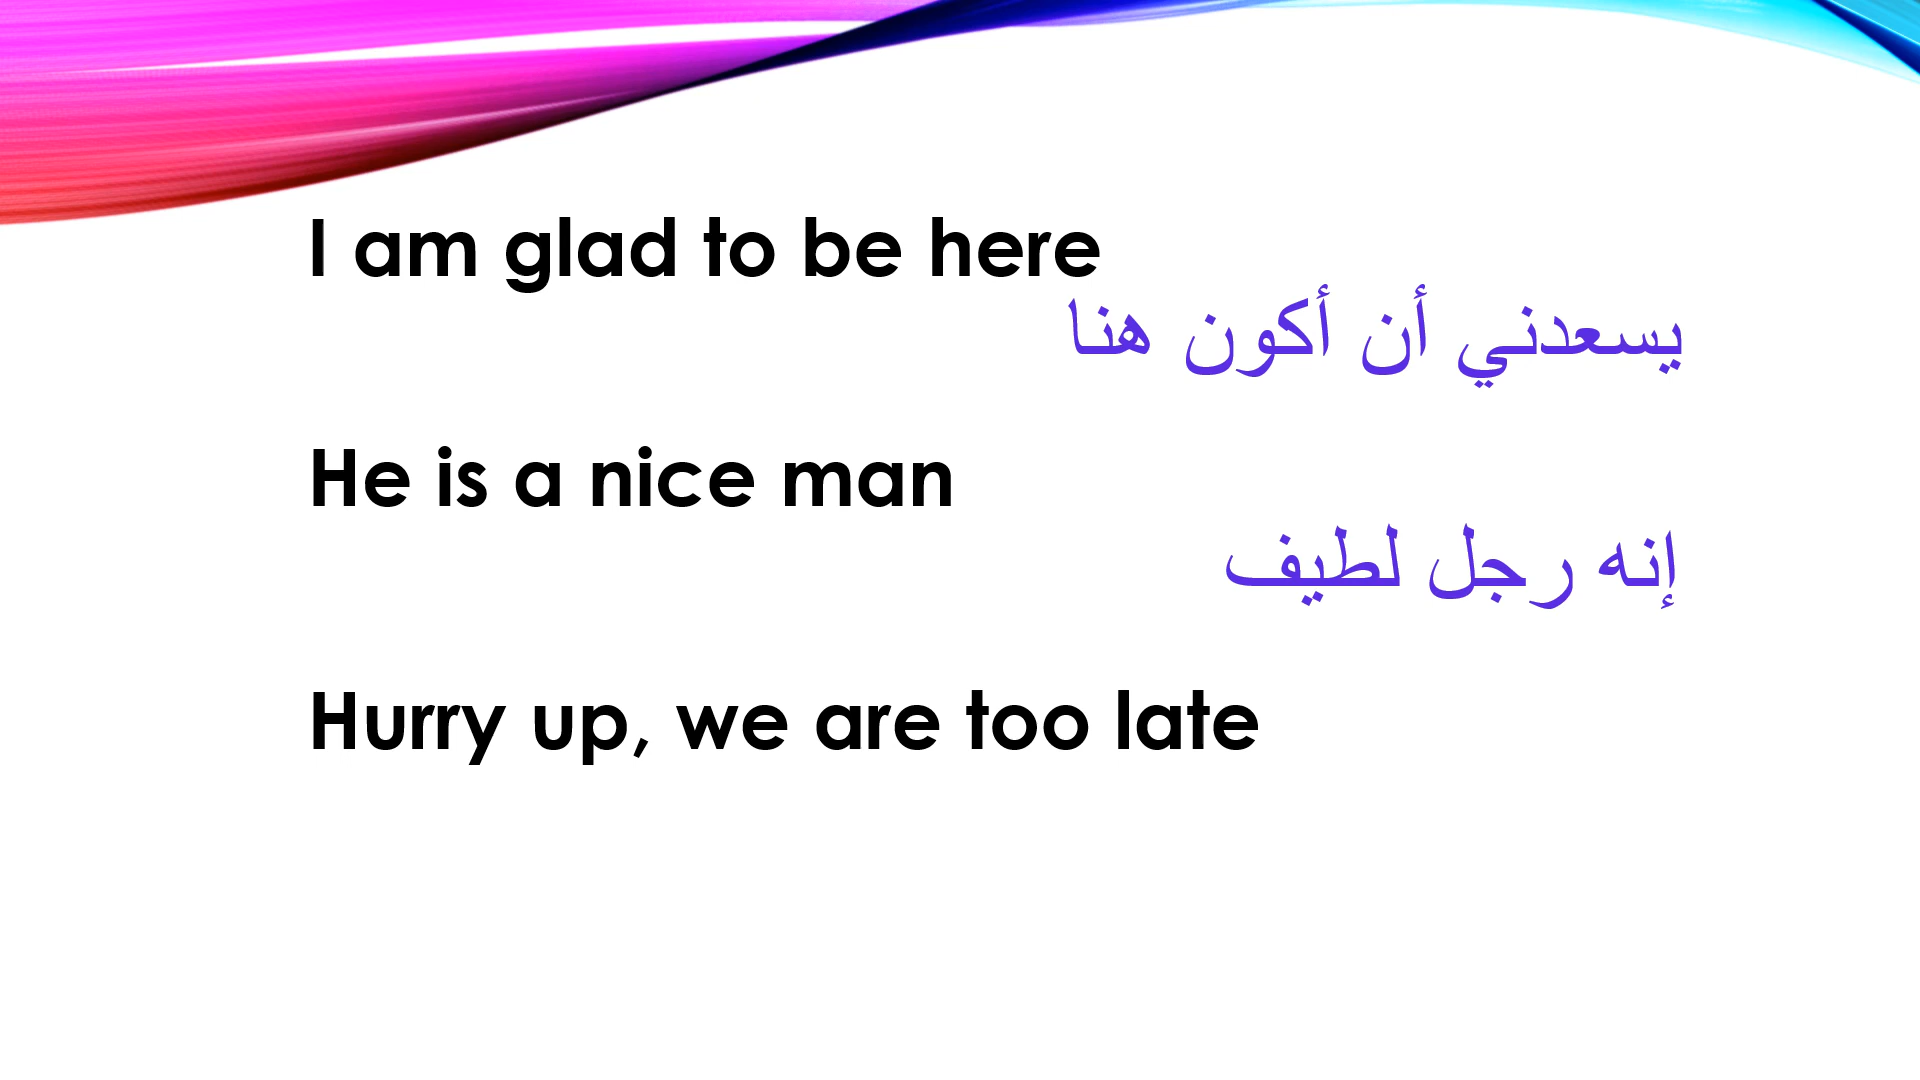 I am glad to be here
يسعدني أن أكون هنا
He is a nice man
إنه رجل لطيف
Hurry up, we are too late